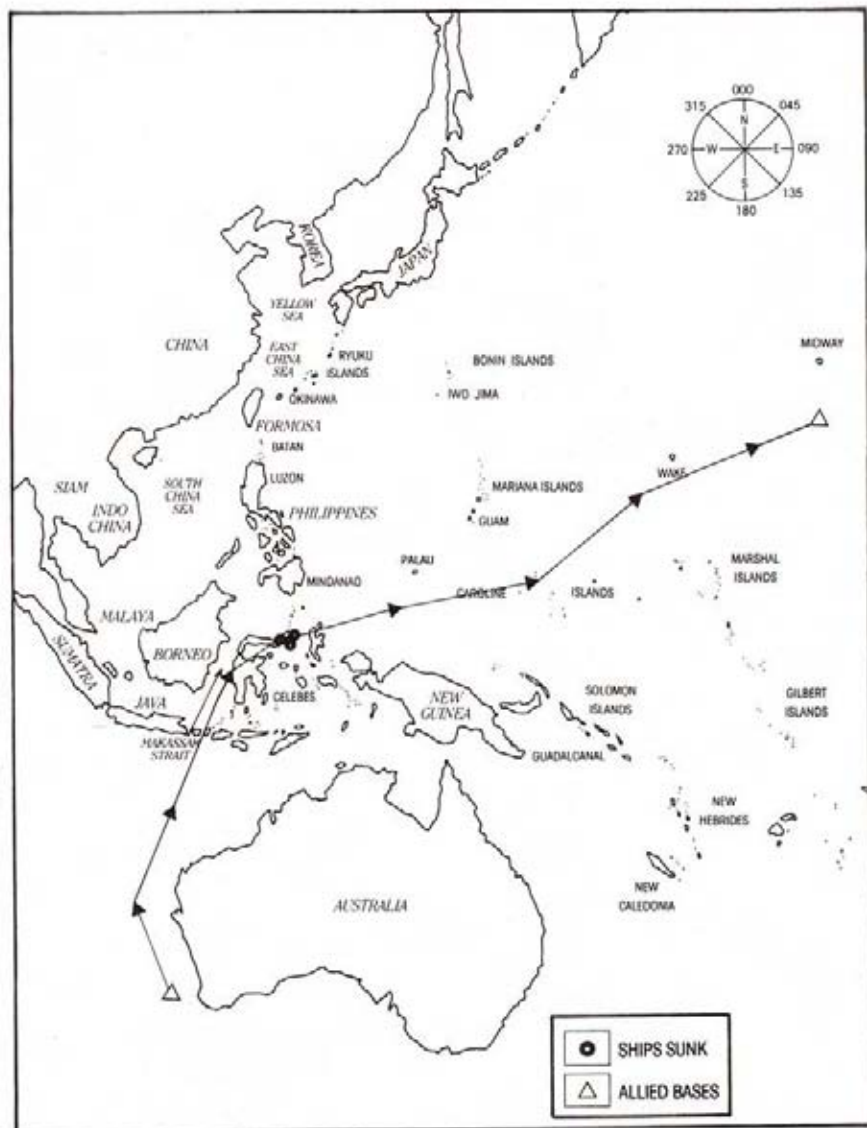 000
315
045
N
270
W
E
090
S
225
135
180
KOREA
JAPAN
YELLOW
SEA
CHINA
EAST
CHINA
SEA
RYUKU
ISLANDS
OKINAWA
BONIN ISLANDS
IWO JIMA
MIDWAY
FORMOSA
BATAN
LUZON
WAKE
SIAM
INDO
CHINA
SOUTH
CHINA
SEA
MARIANA ISLANDS
GUAM
PHILIPPINES
PALAU
MINDANAO
CAROLINE
ISLANDS
MARSHAL
ISLANDS
MALAYA
SUMATRA
BORNEO
JAVA
CELEBES
NEW
GUINEA
SOLOMON
ISLANDS
GILBERT
ISLANDS
MAKASSAR
STRAIT
GUADALCANAL
NEW
HEBRIDES
NEW
CALEDONIA
AUSTRALIA
SHIPS SUNK
ALLIED BASES